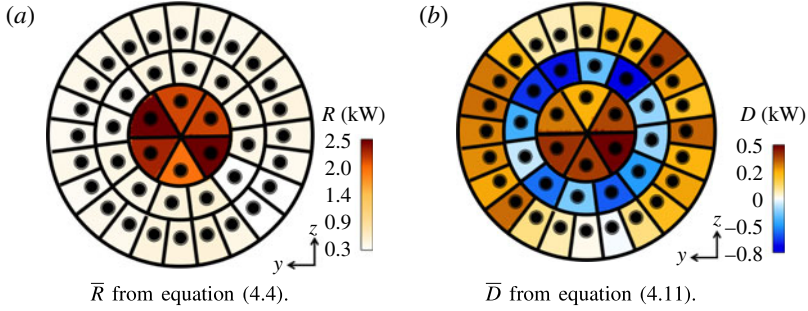 (a)
R (kW)
2.5
2.0
1.4
0.9
0.3
z
y
R̅ from equation (4.4).
(b)
D (kW)
0.5
0.2
0
−0.5
−0.8
z
y
D̅ from equation (4.11).